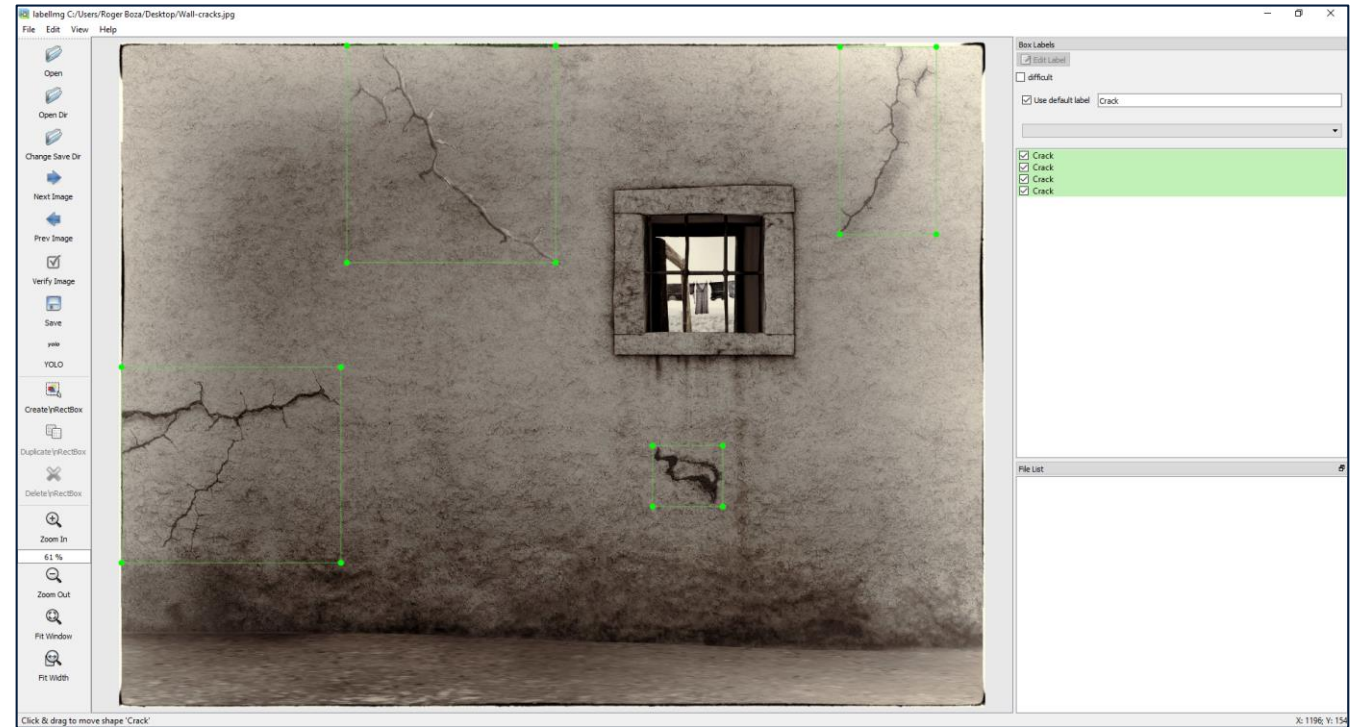 labelImg C:/Users/Roger Boza/Desktop/Wall-cracks.jpg
File Edit View Help
Open
Open Dir
Change Save Dir
Next Image
Prev Image
Verify Image
Save
yolo
YOLO
Create\nRectBox
Duplicate\nRectBox
Delete\nRectBox
Zoom In
61 %
Zoom Out
Fit Window
Fit Width
Box Labels
Edit Label
difficult
Use default label Crack
Crack
Crack
Crack
Crack
File List
Click & drag to move shape 'Crack'
X: 1196; Y: 154